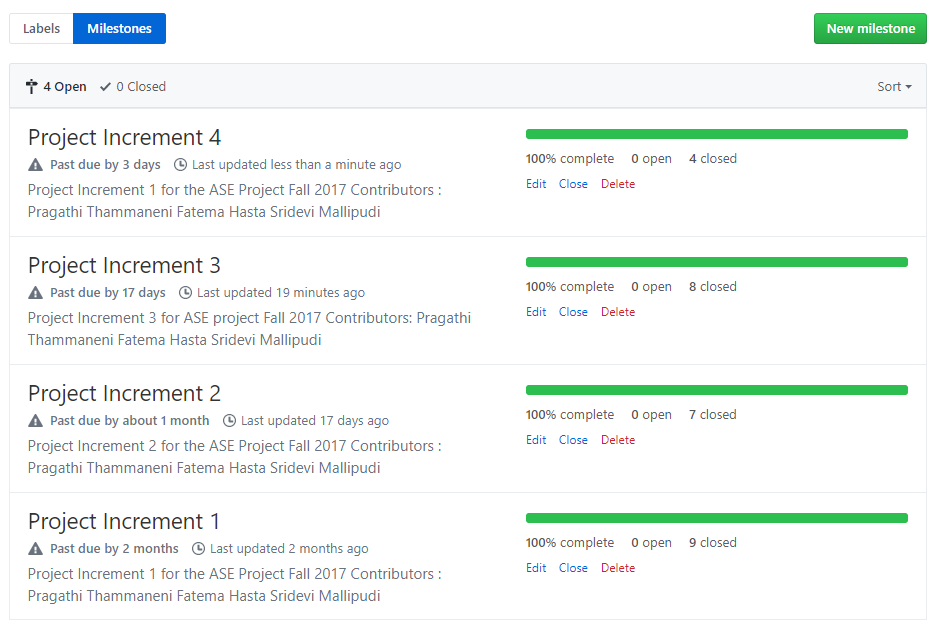 Labels Milestones New milestone
4 Open 0 Closed Sort
Project Increment 4
Past due by 3 days Last updated less than a minute ago
100% complete 0 open 4 closed
Project Increment 1 for the ASE Project Fall 2017 Contributors :
Edit Close Delete
Pragathi Thammaneni Fatema Hasta Sridevi Mallipudi
Project Increment 3
Past due by 17 days Last updated 19 minutes ago
100% complete 0 open 8 closed
Project Increment 3 for ASE project Fall 2017 Contributors: Pragathi
Edit Close Delete
Thammaneni Fatema Hasta Sridevi Mallipudi
Project Increment 2
Past due by about 1 month Last updated 17 days ago
100% complete 0 open 7 closed
Project Increment 2 for the ASE Project Fall 2017 Contributors :
Edit Close Delete
Pragathi Thammaneni Fatema Hasta Sridevi Mallipudi
Project Increment 1
Past due by 2 months Last updated 2 months ago
100% complete 0 open 9 closed
Project Increment 1 for the ASE Project Fall 2017 Contributors :
Edit Close Delete
Pragathi Thammaneni Fatema Hasta Sridevi Mallipudi